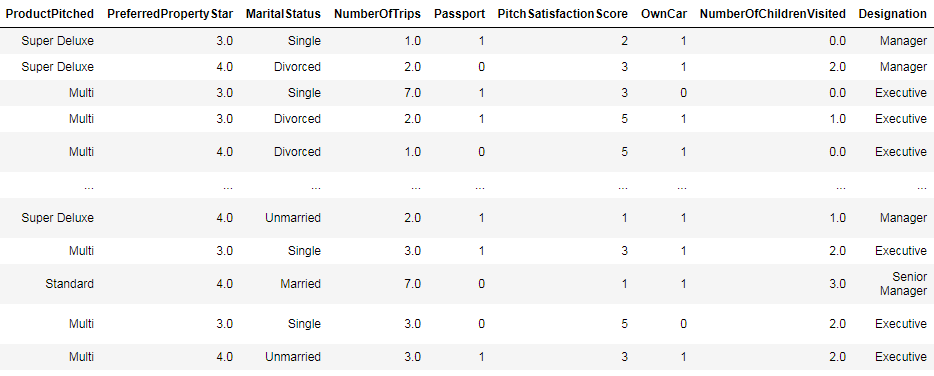 ProductPitched PreferredPropertyStar MaritalStatus NumberOfTrips Passport PitchSatisfactionScore OwnCar NumberOfChildrenVisited Designation
Super Deluxe 3.0 Single 1.0 1 2 1 0.0 Manager
Super Deluxe 4.0 Divorced 2.0 0 3 1 2.0 Manager
Multi 3.0 Single 7.0 1 3 0 0.0 Executive
Multi 3.0 Divorced 2.0 1 5 1 1.0 Executive
Multi 4.0 Divorced 1.0 0 5 1 0.0 Executive
... ... ... ... ... ... ... ... ...
Super Deluxe 4.0 Unmarried 2.0 1 1 1 1.0 Manager
Multi 3.0 Single 3.0 1 3 1 2.0 Executive
Standard 4.0 Married 7.0 0 1 1 3.0 Senior
Manager
Multi 3.0 Single 3.0 0 5 0 2.0 Executive
Multi 4.0 Unmarried 3.0 1 3 1 2.0 Executive